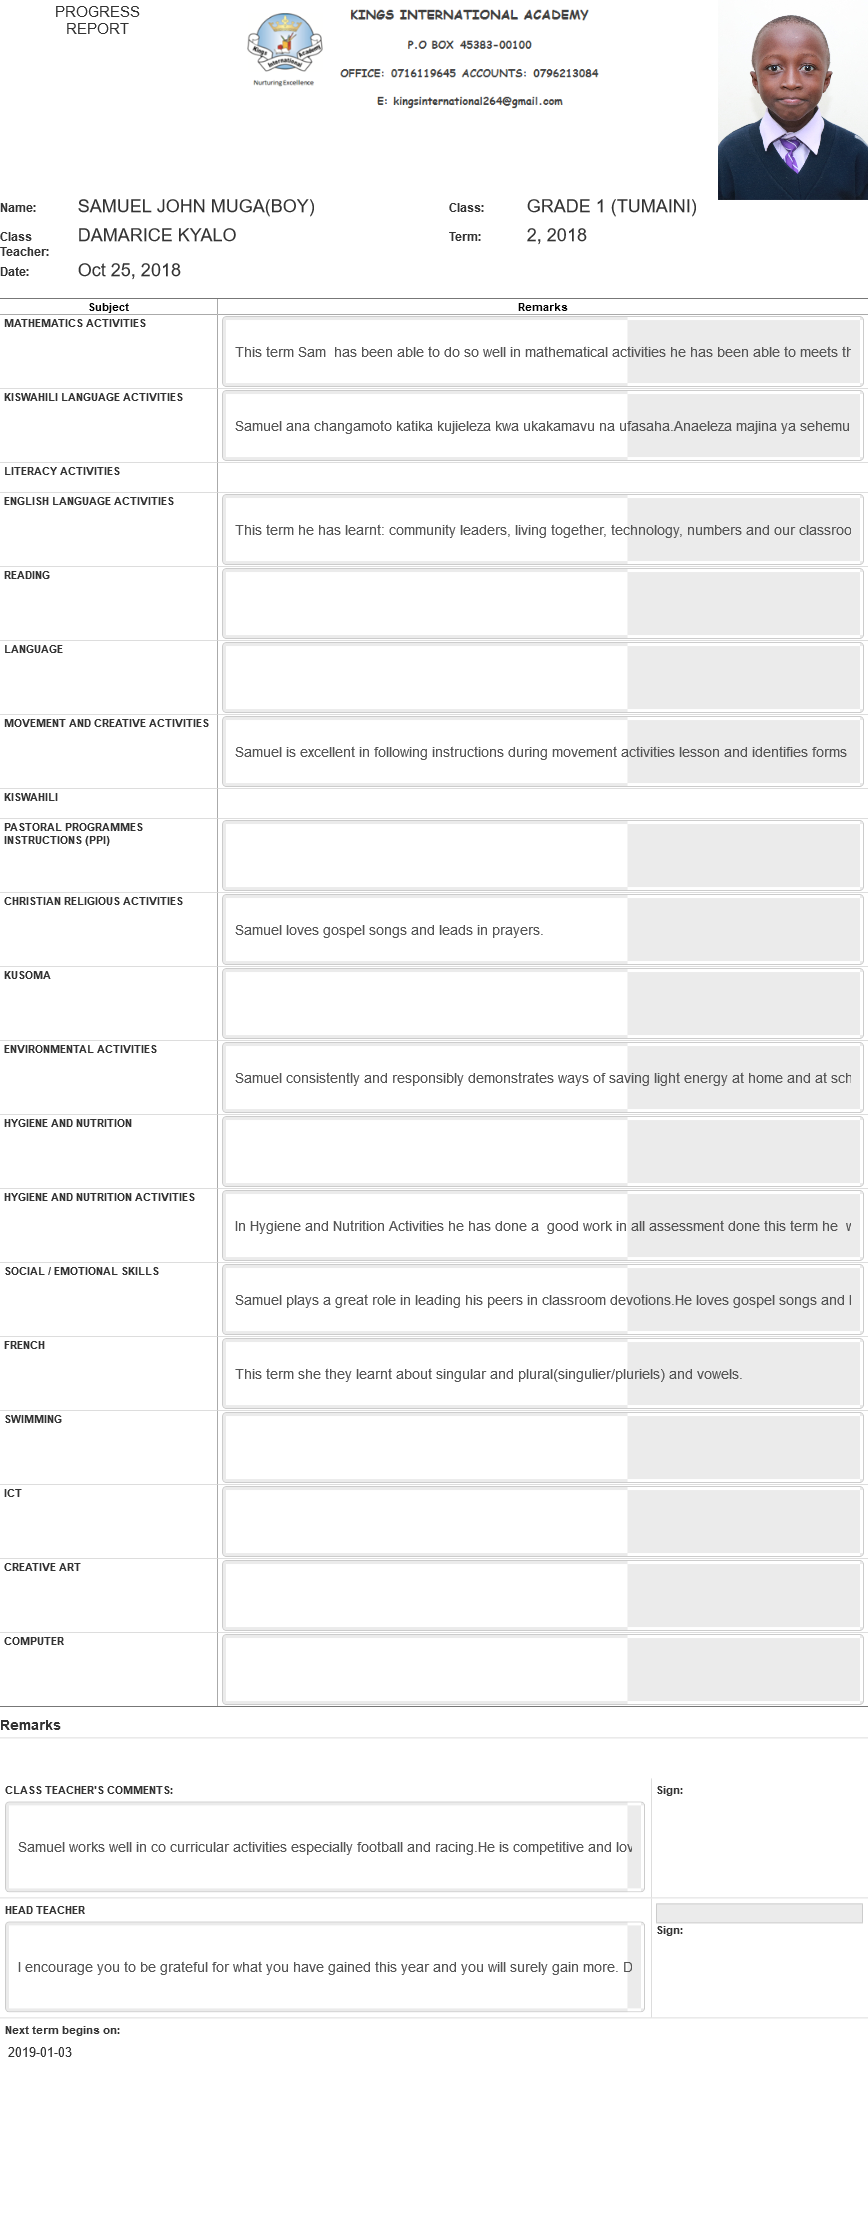 PROGRESS
REPORT
KINGS INTERNATIONAL ACADEMY
P.O BOX 45383-00100
OFFICE: 0716119645 ACCOUNTS: 0796213084
E: kingsinternational264@gmail.com
Kings International Academy
Nurturing Excellence
Name: SAMUEL JOHN MUGA(BOY) Class: GRADE 1 (TUMAINI)
Class Teacher: DAMARICE KYALO Term: 2, 2018
Date: Oct 25, 2018
Subject Remarks
MATHEMATICS ACTIVITIES
This term Sam has been able to do so well in mathematical activities he has been able to meets
KISWAHILI LANGUAGE ACTIVITIES
Samuel ana changamoto katika kujieleza kwa ukakamavu na ufasaha.Anaeleza majina ya sehemu
LITERACY ACTIVITIES
ENGLISH LANGUAGE ACTIVITIES
This term he has learnt: community leaders, living together, technology, numbers and our classroo
READING
LANGUAGE
MOVEMENT AND CREATIVE ACTIVITIES
Samuel is excellent in following instructions during movement activities lesson and identifies forms
KISWAHILI
PASTORAL PROGRAMMES
INSTRUCTIONS (PPI)
CHRISTIAN RELIGIOUS ACTIVITIES
Samuel loves gospel songs and leads in prayers.
KUSOMA
ENVIRONMENTAL ACTIVITIES
Samuel consistently and responsibly demonstrates ways of saving light energy at home and at sch
HYGIENE AND NUTRITION
HYGIENE AND NUTRITION ACTIVITIES
In Hygiene and Nutrition Activities he has done a good work in all assessment done this term he
SOCIAL / EMOTIONAL SKILLS
Samuel plays a great role in leading his peers in classroom devotions.He loves gospel songs and
FRENCH
This term she they learnt about singular and plural(singulier/pluriels) and vowels.
SWIMMING
ICT
CREATIVE ART
COMPUTER
Remarks
CLASS TEACHER'S COMMENTS: Sign:
Samuel works well in co curricular activities especially football and racing.He is competitive and lov
HEAD TEACHER
Sign:
I encourage you to be grateful for what you have gained this year and you will surely gain more. D
Next term begins on:
2019-01-03